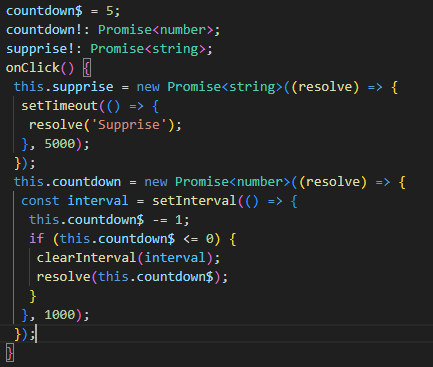 countdown$ = 5;
countdown!: Promise<number>;
supprise!: Promise<string>;
onClick() {
this.supprise = new Promise<string>((resolve) => {
setTimeout(() => {
resolve('Supprise');
}, 5000);
});
this.countdown = new Promise<number>((resolve) => {
const interval = setInterval(() => {
this.countdown$ -= 1;
if (this.countdown$ <= 0) {
clearInterval(interval);
resolve(this.countdown$);
}
}, 1000);
});
}